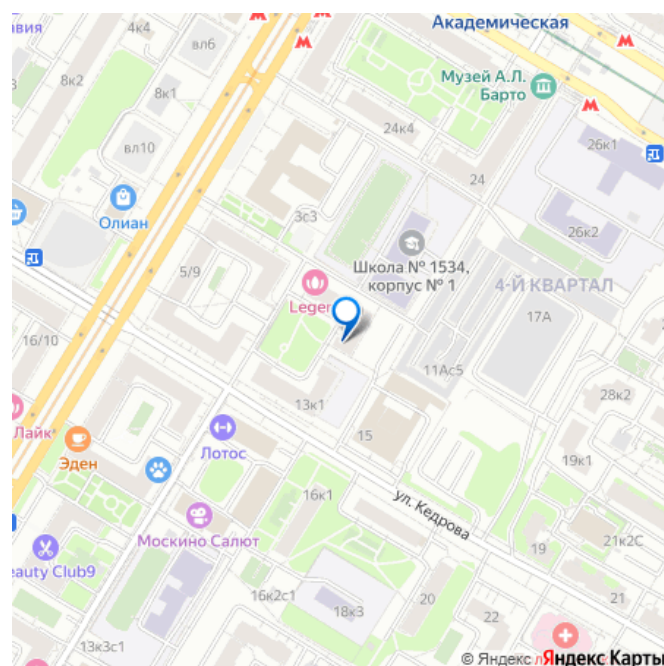 авия
4к4
вл6
Академическая
8к2
8к1
Музей А.Л.
Барто
вл10
24к4
26к1
24
Олиан
3с3
26к2
Школа № 1534,
корпус № 1
5/9
4-Й КВАРТАЛ
Legen
17А
16/10
11Ас5
13к1
28к2
Лайк
15
Эден
Лотос
19к1
16к1
ул. Кедрова
Москино Салют
19
21к2С
eauty Club9
16к2с1
18к3
20
21
22
13к3с1
© Яндекс
Яндекс Карты